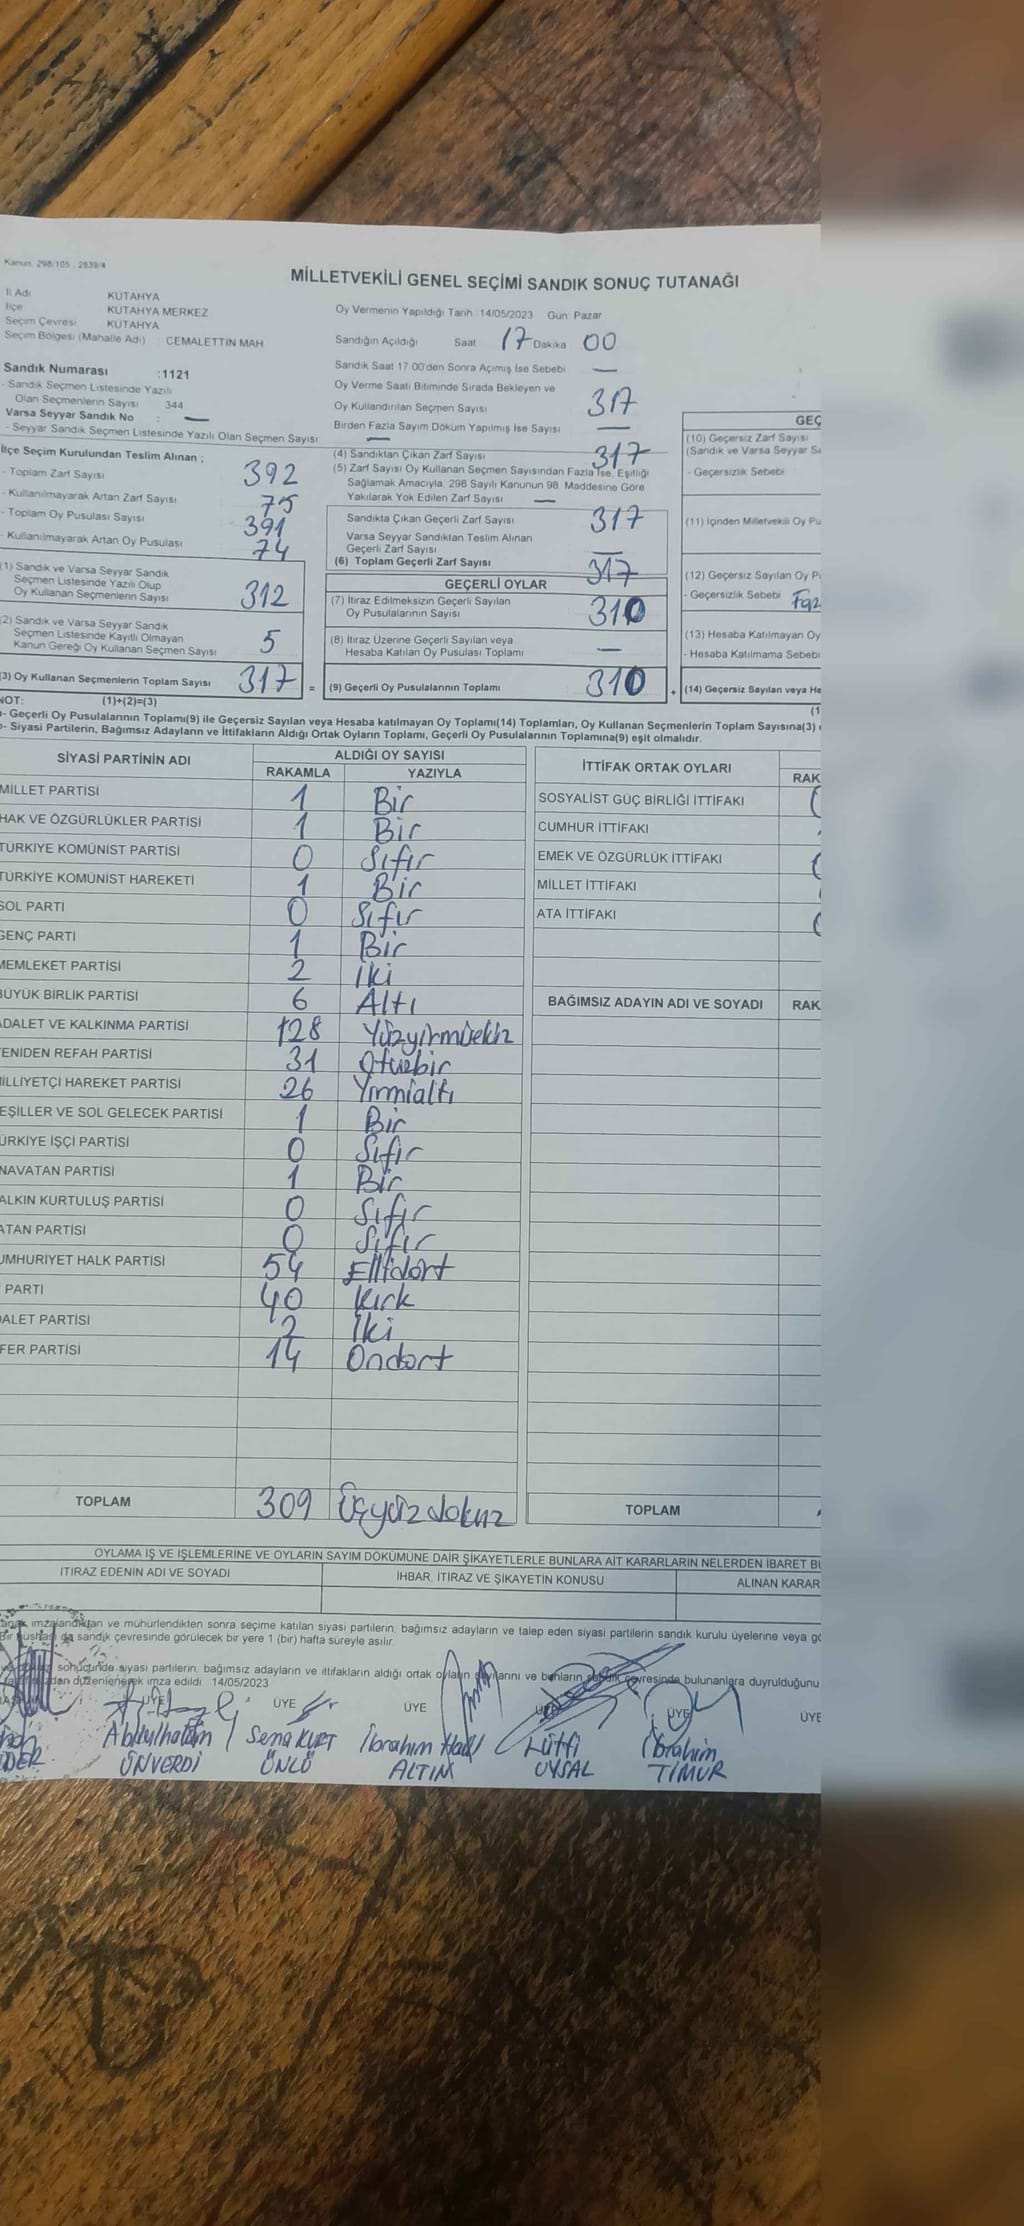 Kanun: 298/105 , 2839/4
MİLLETVEKİLİ GENEL SEÇİMİ SANDIK SONUÇ TUTANAĞI
İl Adı KÜTAHYA
İlçe KÜTAHYA MERKEZ
Seçim Çevresi KÜTAHYA
Seçim Bölgesi (Mahalle Adı) : CEMALETTİN MAH
Oy Vermenin Yapıldığı Tarih: 14/05/2023 Gün: Pazar
Sandığın Açıldığı Saat 17 Dakika 00
Sandık Saat 17.00'den Sonra Açımış İse Sebebi —
Oy Verme Saati Bitiminde Sırada Bekleyen ve
Oy Kullandırılan Seçmen Sayısı 317
Birden Fazla Sayım Döküm Yapılmış İse Sayısı —
Sandık Numarası :1121
- Sandık Seçmen Listesinde Yazılı
Olan Seçmenlerin Sayısı 344
Varsa Seyyar Sandık No : —
- Seyyar Sandık Seçmen Listesinde Yazılı Olan Seçmen Sayısı —
İlçe Seçim Kurulundan Teslim Alınan ;
- Toplam Zarf Sayısı 392
- Kullanılmayarak Artan Zarf Sayısı 75
- Toplam Oy Pusulası Sayısı 391
- Kullanılmayarak Artan Oy Pusulası 74
(1) Sandık ve Varsa Seyyar Sandık
Seçmen Listesinde Yazılı Olup
Oy Kullanan Seçmenlerin Sayısı 312
(2) Sandık ve Varsa Seyyar Sandık
Seçmen Listesinde Kayıtlı Olmayan
Kanun Gereği Oy Kullanan Seçmen Sayısı 5
(3) Oy Kullanan Seçmenlerin Toplam Sayısı 317 =
(4) Sandıktan Çıkan Zarf Sayısı 317
(5) Zarf Sayısı Oy Kullanan Seçmen Sayısından Fazla İse, Eşitliği
Sağlamak Amacıyla, 298 Sayılı Kanunun 98. Maddesine Göre
Yakılarak Yok Edilen Zarf Sayısı —
Sandıkta Çıkan Geçerli Zarf Sayısı 317
Varsa Seyyar Sandıktan Teslim Alınan
Geçerli Zarf Sayısı —
(6) Toplam Geçerli Zarf Sayısı 317
GEÇERLİ OYLAR
(7) İtiraz Edilmeksizin Geçerli Sayılan
Oy Pusulalarının Sayısı 310
(8) İtiraz Üzerine Geçerli Sayılan veya
Hesaba Katılan Oy Pusulası Toplamı —
(9) Geçerli Oy Pusulalarının Toplamı 310 +
GEÇ
(10) Geçersiz Zarf Sayısı
(Sandık ve Varsa Seyyar Sa
- Geçersizlik Sebebi
(11) İçinden Milletvekili Oy Pu
(12) Geçersiz Sayılan Oy P
- Geçersizlik Sebebi Faz
(13) Hesaba Katılmayan Oy
- Hesaba Katılmama Sebebi
(14) Geçersiz Sayılan veya He
NOT: (1)+(2)=(3) (1
- Geçerli Oy Pusulalarının Toplamı(9) ile Geçersiz Sayılan veya Hesaba katılmayan Oy Toplamı(14) Toplamları, Oy Kullanan Seçmenlerin Toplam Sayısına(3)
- Siyasi Partilerin, Bağımsız Adayların ve İttifakların Aldığı Ortak Oyların Toplamı, Geçerli Oy Pusulalarının Toplamına(9) eşit olmalıdır.
SİYASİ PARTİNİN ADI ALDIĞI OY SAYISI
RAKAMLA YAZIYLA
MİLLET PARTİSİ 1 Bir
HAK VE ÖZGÜRLÜKLER PARTİSİ 1 Bir
TÜRKİYE KOMÜNİST PARTİSİ 0 Sıfır
TÜRKİYE KOMÜNİST HAREKETİ 1 Bir
SOL PARTİ 0 Sıfır
GENÇ PARTİ 1 Bir
MEMLEKET PARTİSİ 2 İki
BÜYÜK BİRLİK PARTİSİ 6 Altı
ADALET VE KALKINMA PARTİSİ 128 Yüzyirmisekiz
YENİDEN REFAH PARTİSİ 31 Otuzbir
MİLLİYETÇİ HAREKET PARTİSİ 26 Yirmialtı
EŞİLLER VE SOL GELECEK PARTİSİ 1 Bir
ÜRKİYE İŞÇİ PARTİSİ 0 Sıfır
NAVATAN PARTİSİ 1 Bir
ALKIN KURTULUŞ PARTİSİ 0 Sıfır
ATAN PARTİSİ 0 Sıfır
UMHURİYET HALK PARTİSİ 54 Ellidört
PARTİ 40 Kırk
DALET PARTİSİ 2 İki
FER PARTİSİ 14 Ondört
TOPLAM 309 Üçyüzdokuz
İTTİFAK ORTAK OYLARI RAK
SOSYALİST GÜÇ BİRLİĞİ İTTİFAKI
CUMHUR İTTİFAKI
EMEK VE ÖZGÜRLÜK İTTİFAKI
MİLLET İTTİFAKI
ATA İTTİFAKI
BAĞIMSIZ ADAYIN ADI VE SOYADI RAK
TOPLAM
OYLAMA İŞ VE İŞLEMLERİNE VE OYLARIN SAYIM DÖKÜMÜNE DAİR ŞİKAYETLERLE BUNLARA AİT KARARLARIN NELERDEN İBARET BU
İTİRAZ EDENİN ADI VE SOYADI İHBAR, İTİRAZ VE ŞİKAYETİN KONUSU ALINAN KARAR
imzalandıktan ve mühürlendikten sonra seçime katılan siyasi partilerin, bağımsız adayların ve talep eden siyasi partilerin sandık kurulu üyelerine veya gö
Bir nüshası da sandık çevresinde görülecek bir yere 1 (bir) hafta süreyle asılır.
sonucunda siyasi partilerin, bağımsız adayların ve ittifakların aldığı ortak oyların sayılarını ve bunların sandık çevresinde bulunanlara duyrulduğunu
düzenlenerek imza edildi. 14/05/2023
ÜYE ÜYE ÜYE ÜYE ÜYE ÜYE
Abdulhalim Sema KURT İbrahim Halil Lütfi İbrahim
ÜNVERDİ ÜNLÜ ALTIN UYSAL TİMUR